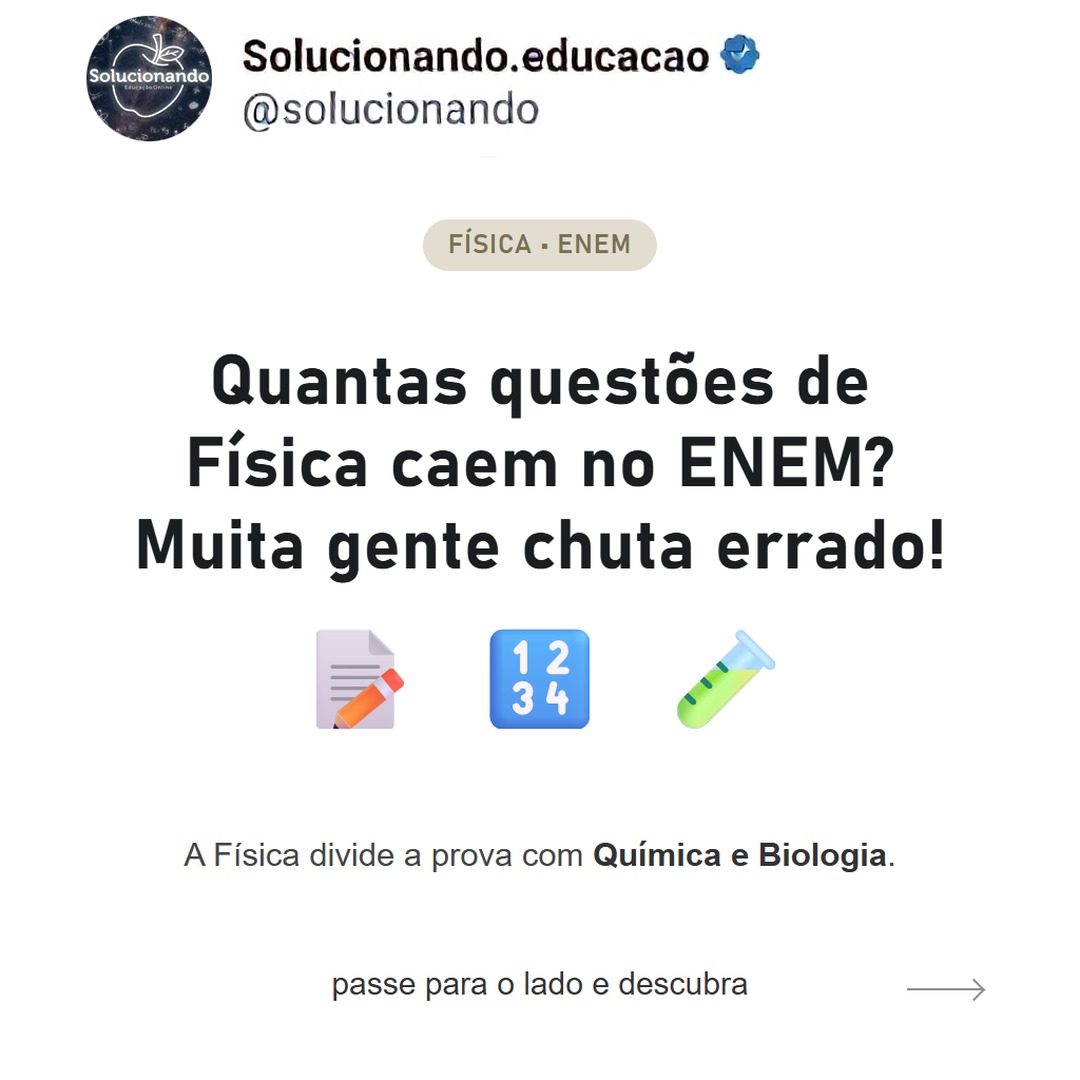 Solucionando
Educação Online
Solucionando.educacao
@solucionando
FÍSICA • ENEM
Quantas questões de
Física caem no ENEM?
Muita gente chuta errado!
1 2
3 4
A Física divide a prova com Química e Biologia.
passe para o lado e descubra